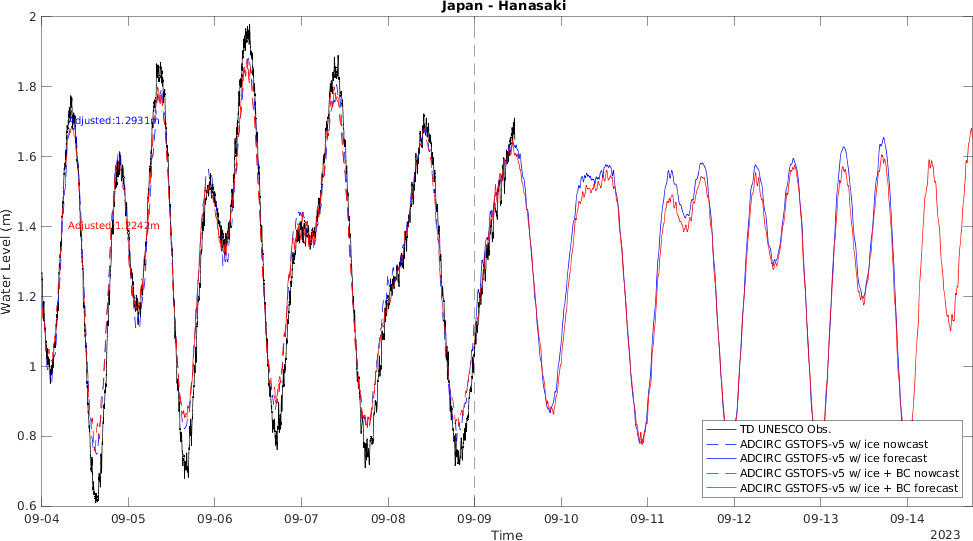 Japan - Hanasaki
2
1.8
Adjusted:1.2931m
1.6
1.4
Adjusted:1.2242m
1.2
1
0.8
0.6
Water Level (m)
TD UNESCO Obs.
ADCIRC GSTOFS-v5 w/ ice nowcast
ADCIRC GSTOFS-v5 w/ ice forecast
ADCIRC GSTOFS-v5 w/ ice + BC nowcast
ADCIRC GSTOFS-v5 w/ ice + BC forecast
09-04 09-05 09-06 09-07 09-08 09-09 09-10 09-11 09-12 09-13 09-14
Time
2023